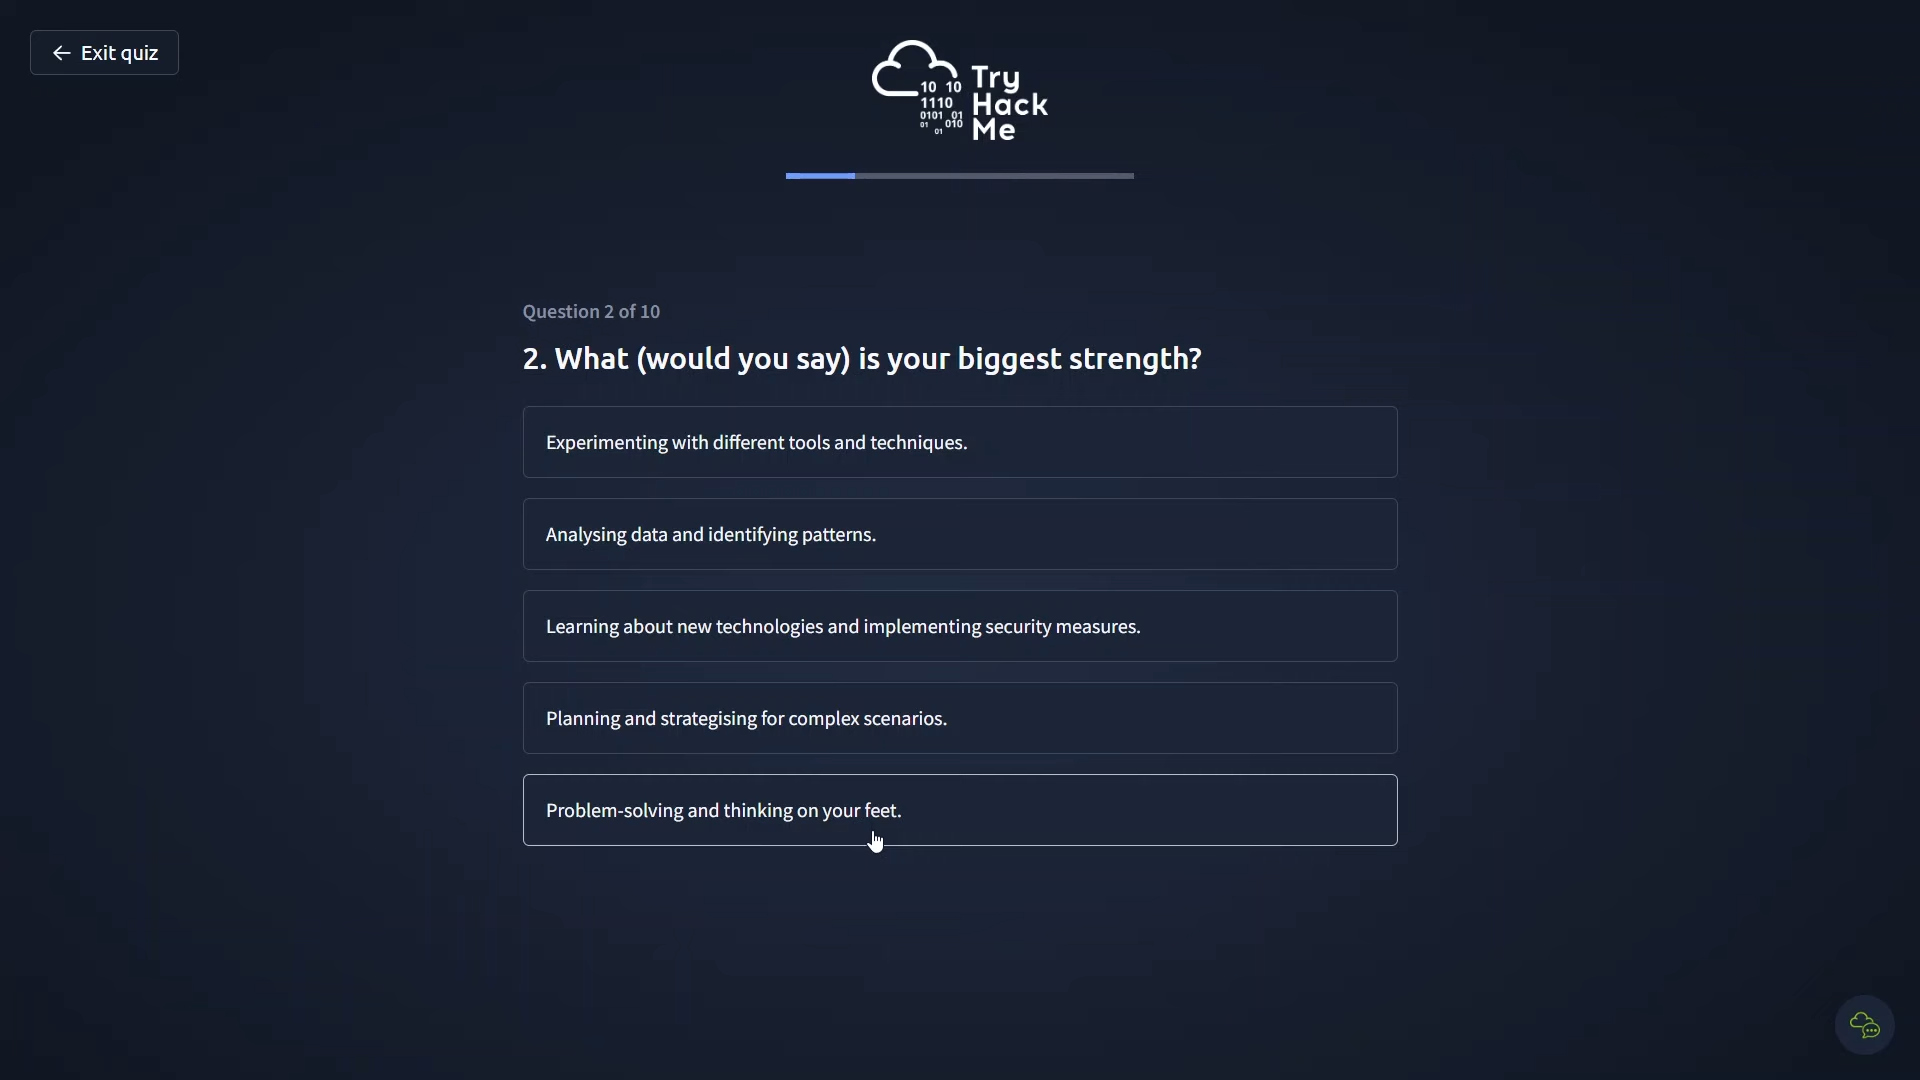 Exit quiz
10 10
1110
0101 01
01 010
01
Try
Hack
Me
Question 2 of 10
2. What (would you say) is your biggest strength?
Experimenting with different tools and techniques.
Analysing data and identifying patterns.
Learning about new technologies and implementing security measures.
Planning and strategising for complex scenarios.
Problem-solving and thinking on your feet.